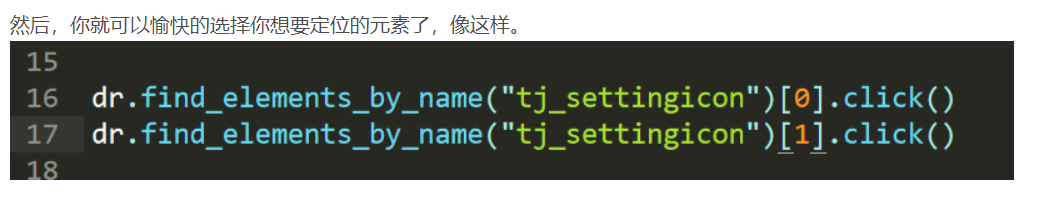 然后，你就可以愉快的选择你想要定位的元素了，像这样。
15
16 dr.find_elements_by_name("tj_settingicon")[0].click()
17 dr.find_elements_by_name("tj_settingicon")[1].click()
18